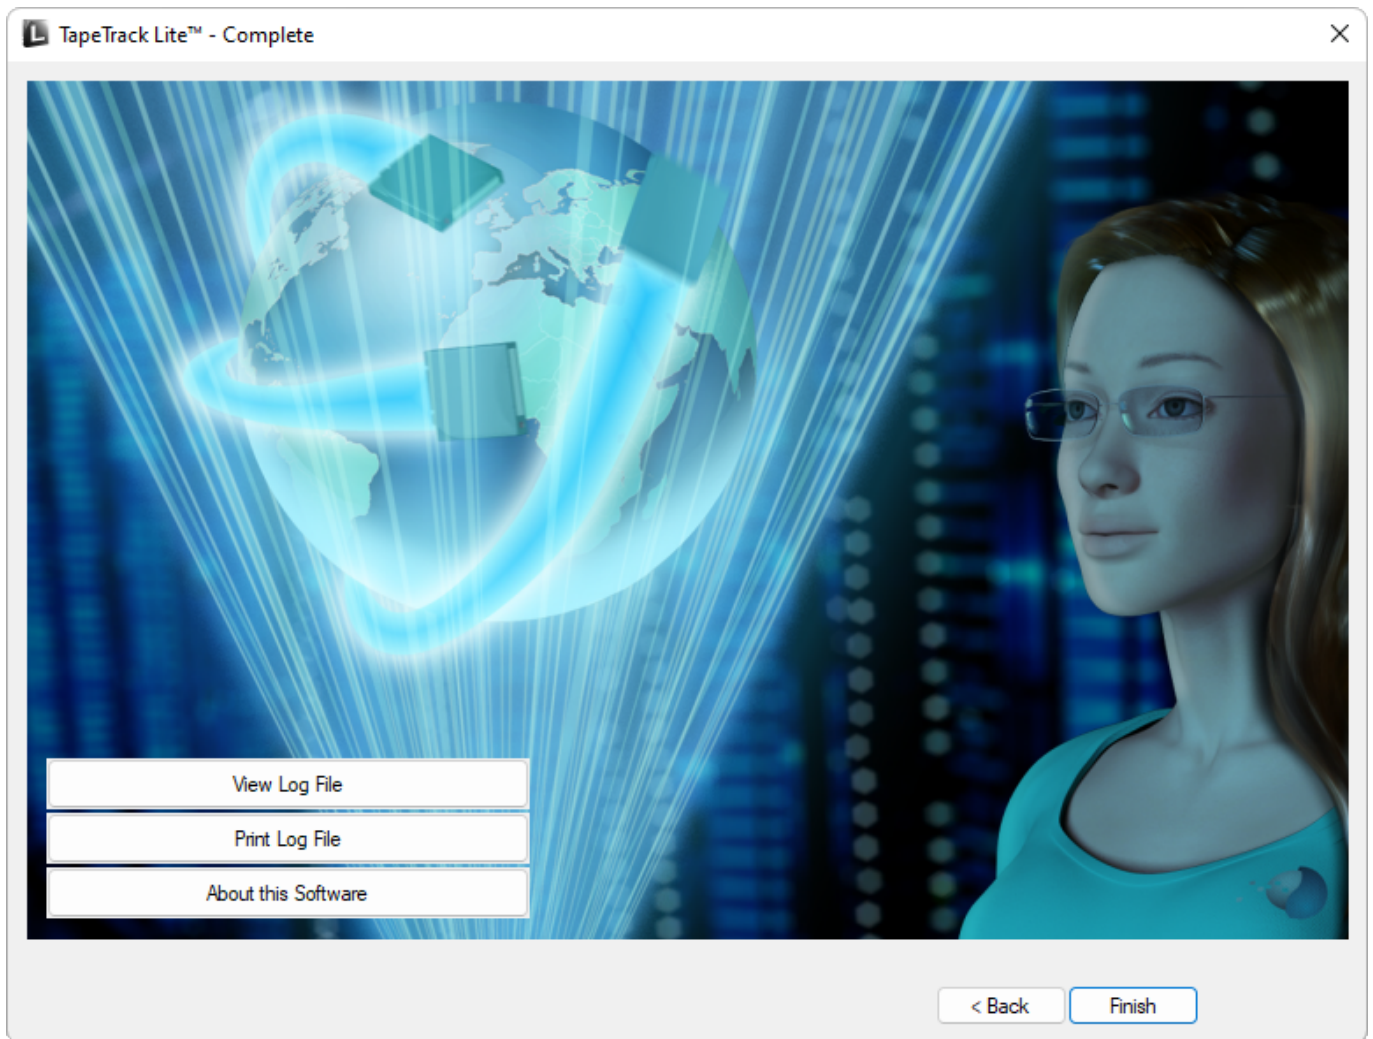 TapeTrack Lite™ - Complete
View Log File
Print Log File
About this Software
< Back
Finish